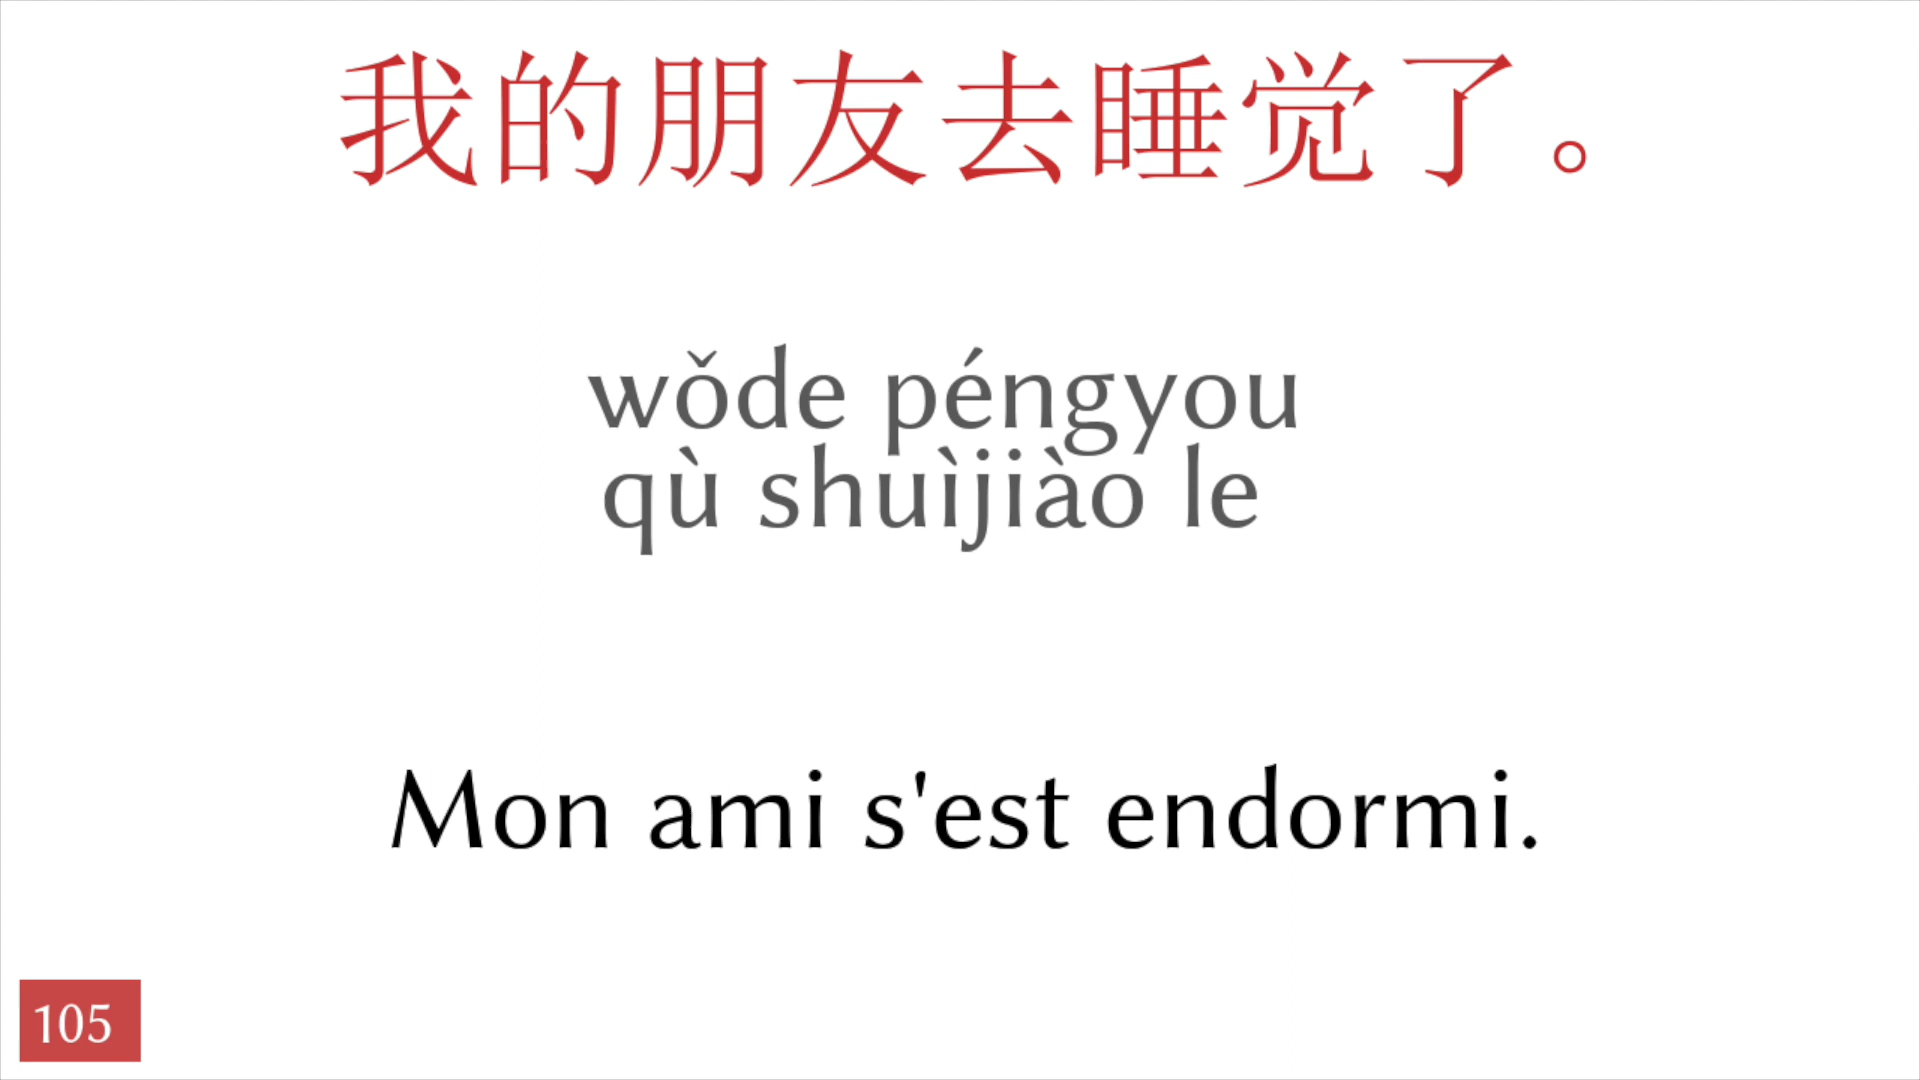 我的朋友去睡觉了。
wǒde péngyou
qù shuìjiào le
Mon ami s'est endormi.
105